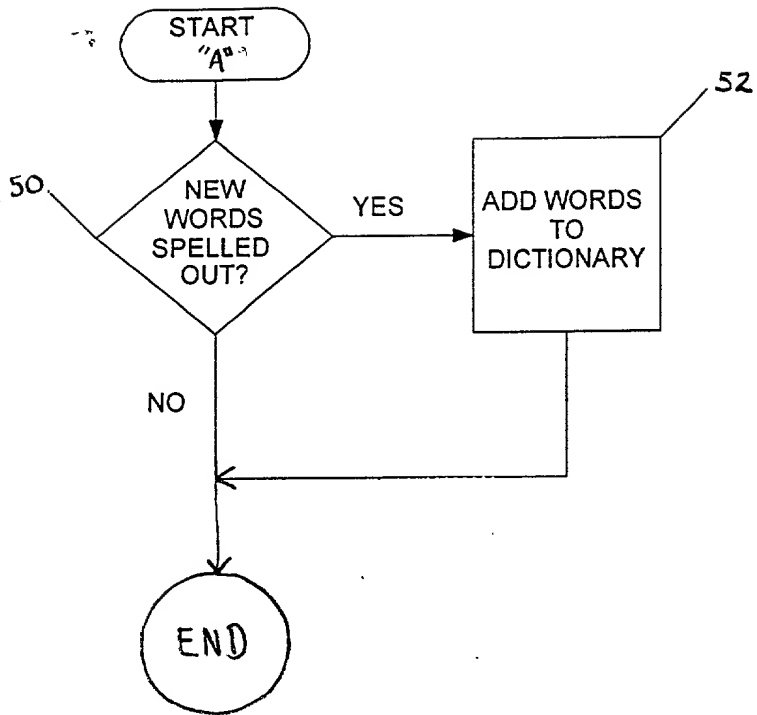 START
"A"
52
50
NEW
WORDS
SPELLED
OUT?
YES
ADD WORDS
TO
DICTIONARY
NO
END